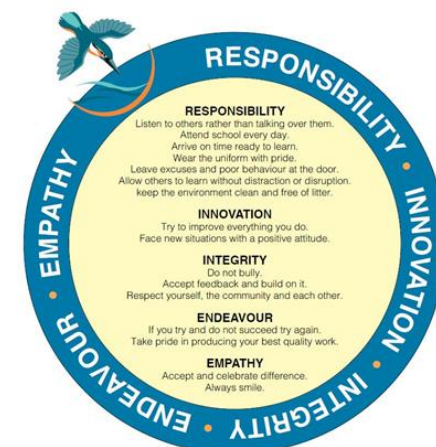 RESPONSIBILITY • INNOVATION • INTEGRITY • ENDEAVOUR • EMPATHY
RESPONSIBILITY
Listen to others rather than talking over them.
Attend school every day.
Arrive on time ready to learn.
Wear the uniform with pride.
Leave excuses and poor behaviour at the door.
Allow others to learn without distraction or disruption.
keep the environment clean and free of litter.
INNOVATION
Try to improve everything you do.
Face new situations with a positive attitude.
INTEGRITY
Do not bully.
Accept feedback and build on it.
Respect yourself, the community and each other.
ENDEAVOUR
If you try and do not succeed try again.
Take pride in producing your best quality work.
EMPATHY
Accept and celebrate difference.
Always smile.